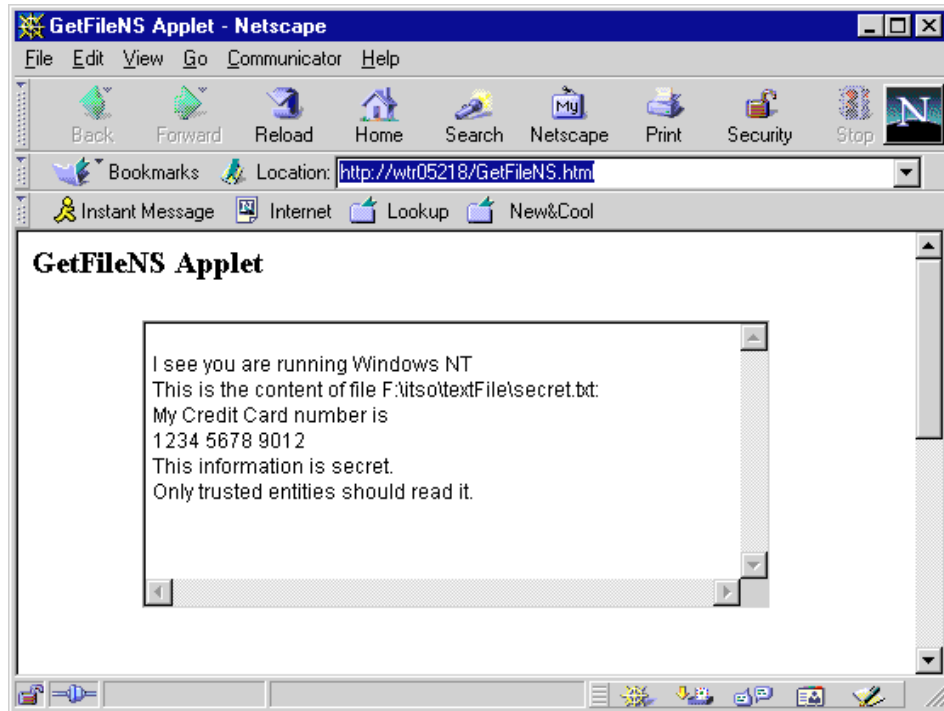 GetFileNS Applet - Netscape
File Edit View Go Communicator Help
Back Forward Reload Home Search Netscape Print Security Stop
My
N
Bookmarks Location: http://wtr05218/GetFileNS.htm
Instant Message Internet Lookup New&Cool
GetFileNS Applet
I see you are running Windows NT
This is the content of file F:\itso\textFile\secret.txt:
My Credit Card number is
1234 5678 9012
This information is secret.
Only trusted entities should read it.